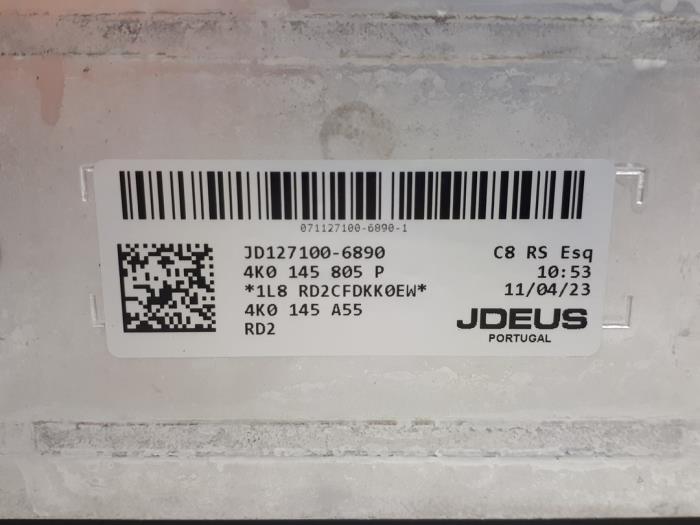 071127100-6890-1
JD127100-6890 C8 RS Esq
4K0 145 805 P 10:53
*1L8 RD2CFDKK0EW* 11/04/23
4K0 145 A55
RD2
JDEUS
PORTUGAL